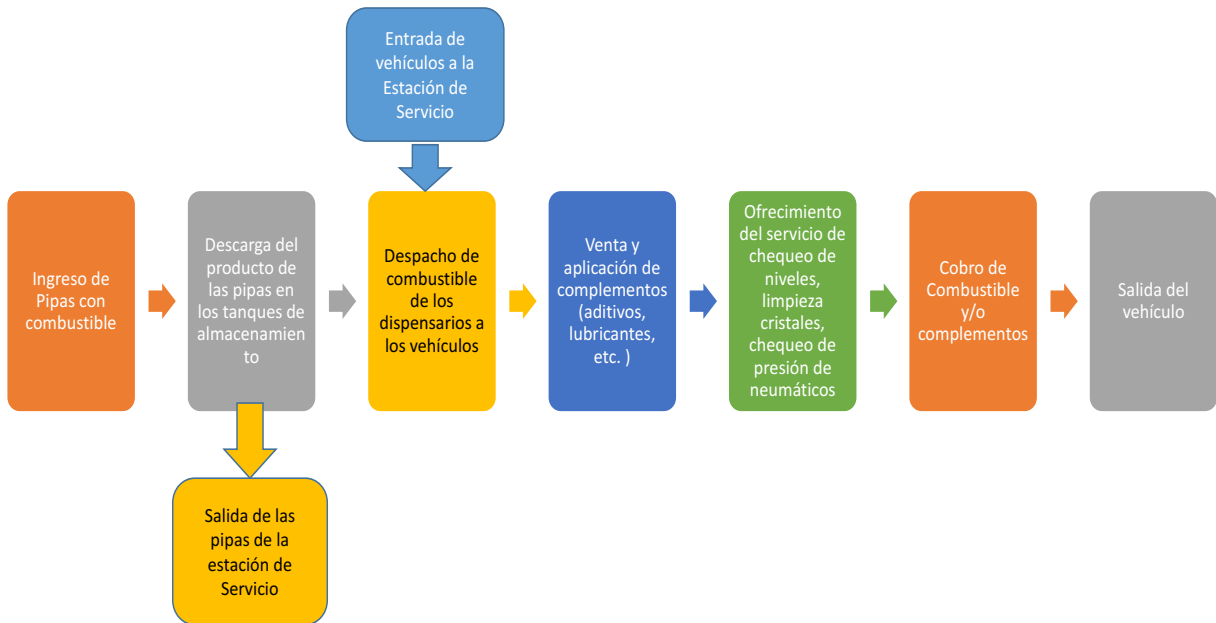 Entrada de
vehículos a la
Estación de
Servicio
Ingreso de
Pipas con
combustible
Descarga del
producto de
las pipas en
los tanques de
almacenamien
to
Despacho de
combustible
de los
dispensarios a
los vehículos
Venta y
aplicación de
complementos
(aditivos,
lubricantes,
etc. )
Ofrecimiento
del servicio de
chequeo de
niveles,
limpieza
cristales,
chequeo de
presión de
neumáticos
Cobro de
Combustible
y/o
complementos
Salida del
vehículo
Salida de las
pipas de la
estación de
Servicio